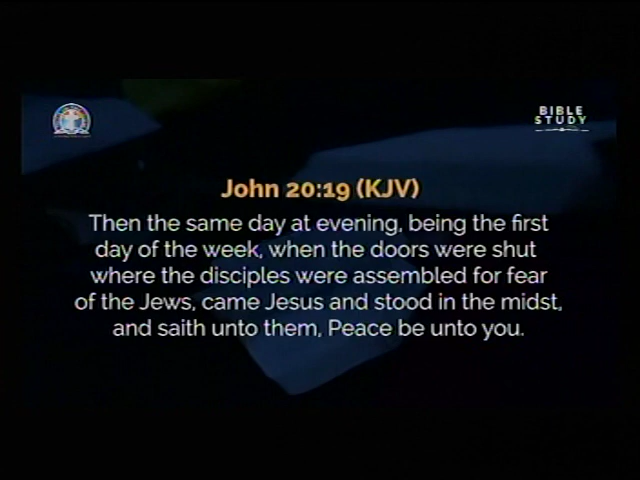 BIBLE
STUDY
John 20:19 (KJV)
Then the same day at evening, being the first
day of the week, when the doors were shut
where the disciples were assembled for fear
of the Jews, came Jesus and stood in the midst,
and saith unto them, Peace be unto you.